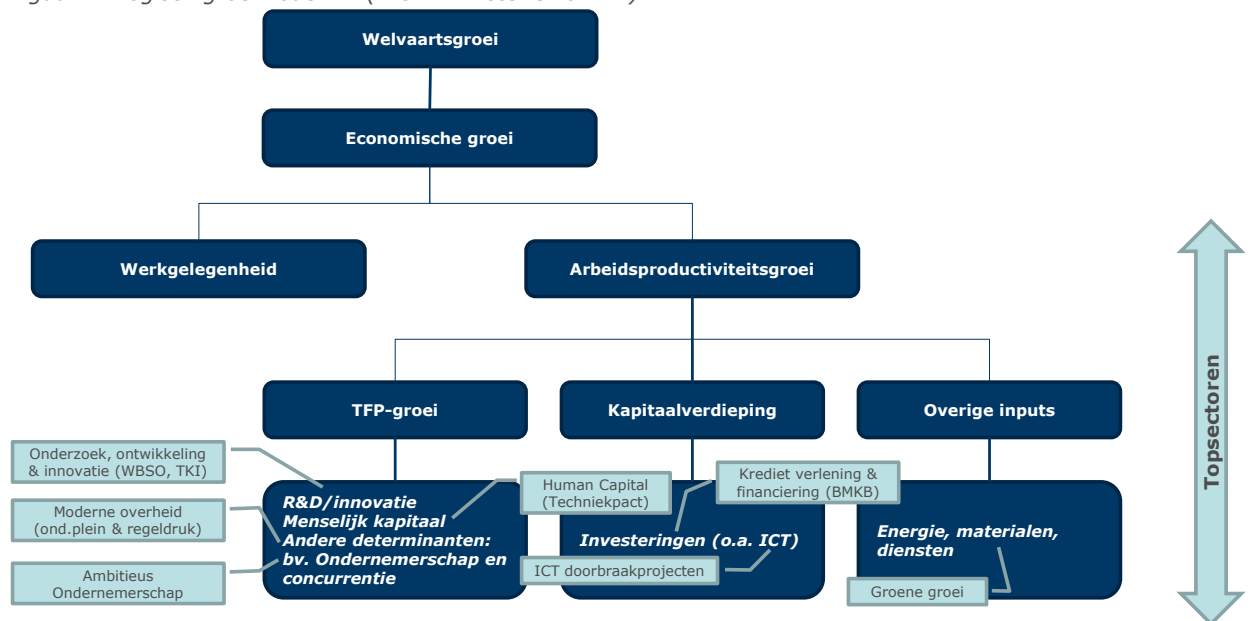 Welvaartsgroei
Economische groei
Werkgelegenheid
Arbeidsproductiviteitsgroei
TFP-groei
Kapitaalverdieping
Overige inputs
Onderzoek, ontwikkeling
& innovatie (WBSO, TKI)
Moderne overheid
(ond.plein & regeldruk)
Ambitieus
Ondernemerschap
R&D/innovatie
Menselijk kapitaal
Andere determinanten:
bv. Ondernemerschap en
concurrentie
Human Capital
(Techniekpact)
Krediet verlening &
financiering (BMKB)
Investeringen (o.a. ICT)
ICT doorbraakprojecten
Energie, materialen,
diensten
Groene groei
Topsectoren